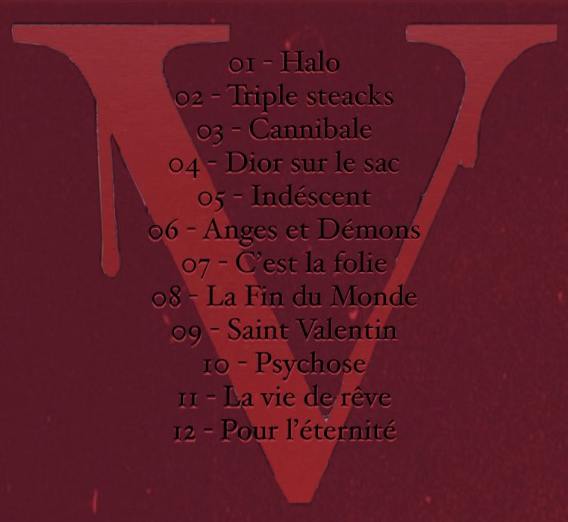 V
01 - Halo
02 - Triple steacks
03 - Cannibale
04 - Dior sur le sac
05 - Indéscent
06 - Anges et Démons
07 - C'est la folie
08 - La Fin du Monde
09 - Saint Valentin
10 - Psychose
11 - La vie de rêve
12 - Pour l'éternité